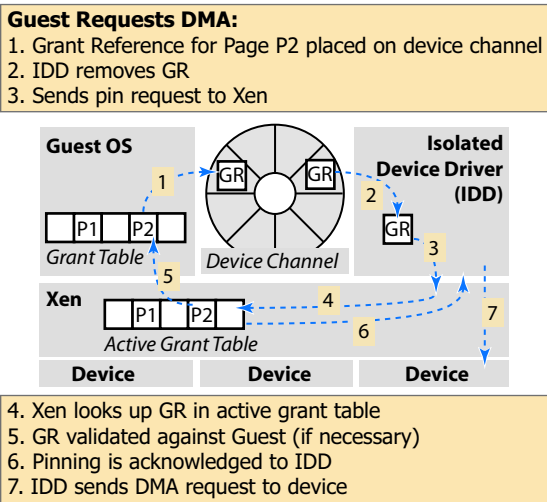 Guest Requests DMA:
1. Grant Reference for Page P2 placed on device channel
2. IDD removes GR
3. Sends pin request to Xen
Guest OS
Isolated
Device Driver
(IDD)
1
GR
GR
2
P1
P2
GR
3
Grant Table
Device Channel
5
Xen
4
P1
P2
6
7
Active Grant Table
Device
Device
Device
4. Xen looks up GR in active grant table
5. GR validated against Guest (if necessary)
6. Pinning is acknowledged to IDD
7. IDD sends DMA request to device